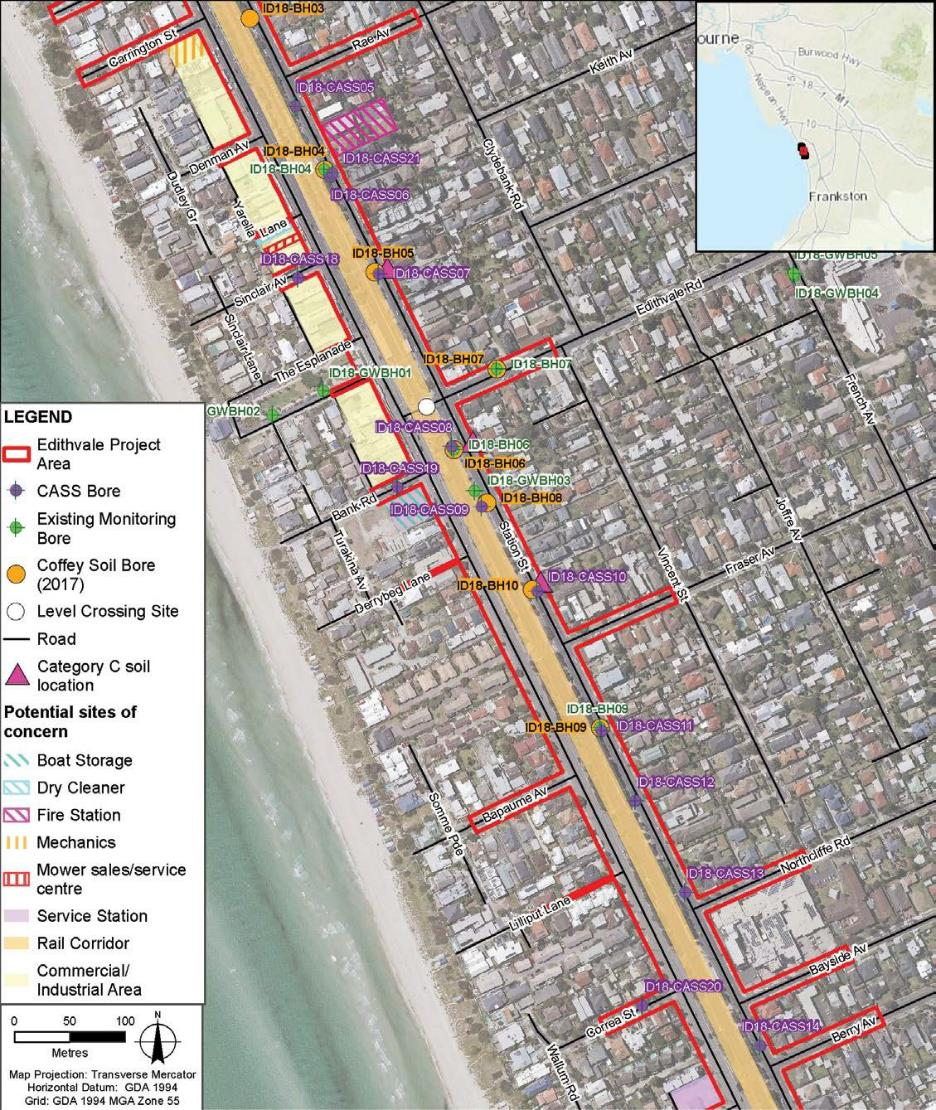 ID18-BH03
Carrington St
Rae Av
Keith Av
ID18-CASS05
ID18-BH04
ID18-CASS21
ID18-BH04
ID18-CASS06
Denman Av
Clydebank Rd
Dudley Gr
Yarella Lane
ID18-CASS18
ID18-BH05
ID18-CASS07
Sinclair Av
Sinclair Lane
The Esplanade
Edithvale Rd
ID18-GWBH05
ID18-GWBH04
French Av
ID18-BH07
ID18-BH07
ID18-GWBH01
GWBH02
ID18-CASS08
ID18-BH06
ID18-BH06
ID18-CASS19
ID18-GWBH03
ID18-BH08
ID18-CASS09
Bank Rd
Station St
Turakina Av
Joffre Av
Fraser Av
Vincent St
ID18-CASS10
ID18-BH10
Derrybeg Lane
ID18-BH09
ID18-BH09
ID18-CASS11
ID18-CASS12
Bapaume Av
Somme Pde
Northcliffe Rd
ID18-CASS13
Lilliput Lane
Bayside Av
ID18-CASS20
ID18-CASS14
Correa St
Berry Av
Wallum Rd
ourne
Burwood Hwy
Nepean Hwy
M1
18
10
Frankston
LEGEND
Edithvale Project
Area
CASS Bore
Existing Monitoring
Bore
Coffey Soil Bore
(2017)
Level Crossing Site
Road
Category C soil
location
Potential sites of
concern
Boat Storage
Dry Cleaner
Fire Station
Mechanics
Mower sales/service
centre
Service Station
Rail Corridor
Commercial/
Industrial Area
0 50 100
Metres
N
Map Projection: Transverse Mercator
Horizontal Datum: GDA 1994
Grid: GDA 1994 MGA Zone 55